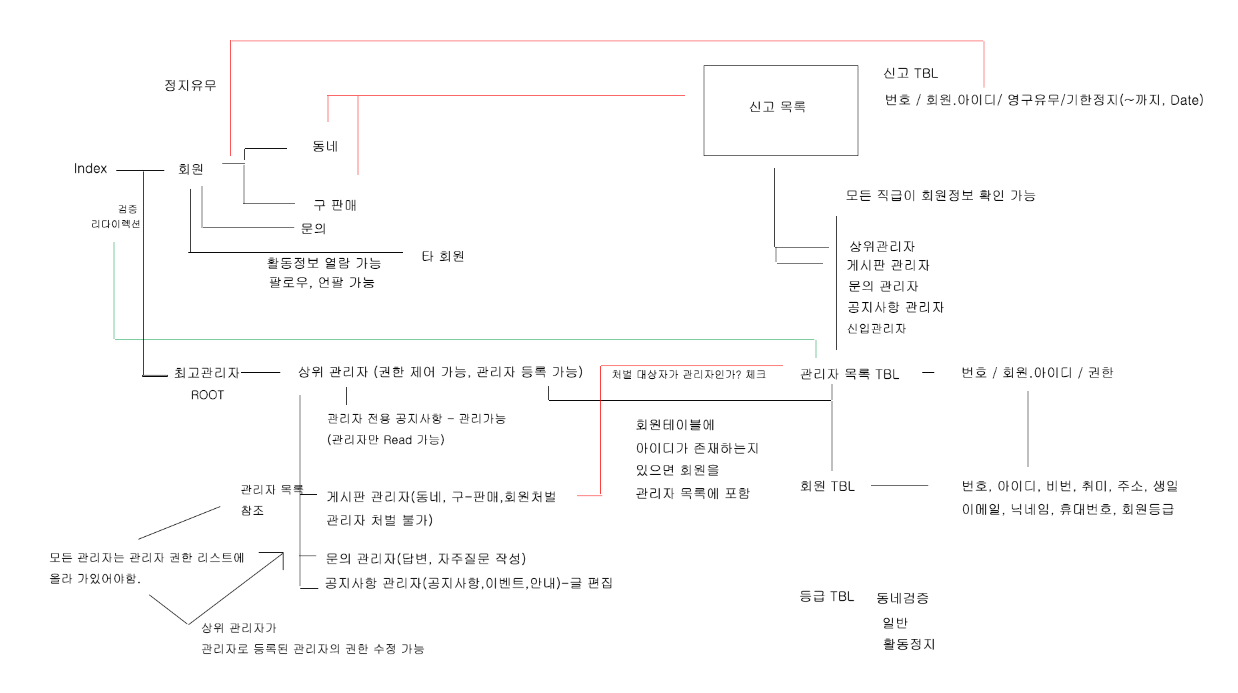 신고 TBL
정지유무
번호 / 회원.아이디/ 영구유무/기한정지(~까지, Date)
신고 목록
동네
Index
회원
모든 직급이 회원정보 확인 가능
구 판매
검증
리다이렉션
문의
상위관리자
타 회원
활동정보 열람 가능
팔로우, 언팔 가능
게시판 관리자
문의 관리자
공지사항 관리자
신입관리자
최고관리자
ROOT
상위 관리자 (권한 제어 가능, 관리자 등록 가능)
처벌 대상자가 관리자인가? 체크
관리자 목록 TBL
번호 / 회원.아이디 / 권한
관리자 전용 공지사항 - 관리가능
(관리자만 Read 가능)
회원테이블에
아이디가 존재하는지
있으면 회원을
관리자 목록에 포함
관리자 목록
참조
게시판 관리자(동네, 구-판매,회원처벌
관리자 처벌 불가)
회원 TBL
번호, 아이디, 비번, 취미, 주소, 생일
이메일, 닉네임, 휴대번호, 회원등급
모든 관리자는 관리자 권한 리스트에
올라 가있어야함.
문의 관리자(답변, 자주질문 작성)
공지사항 관리자(공지사항,이벤트,안내)-글 편집
등급 TBL
동네검증
일반
활동정지
상위 관리자가
관리자로 등록된 관리자의 권한 수정 가능